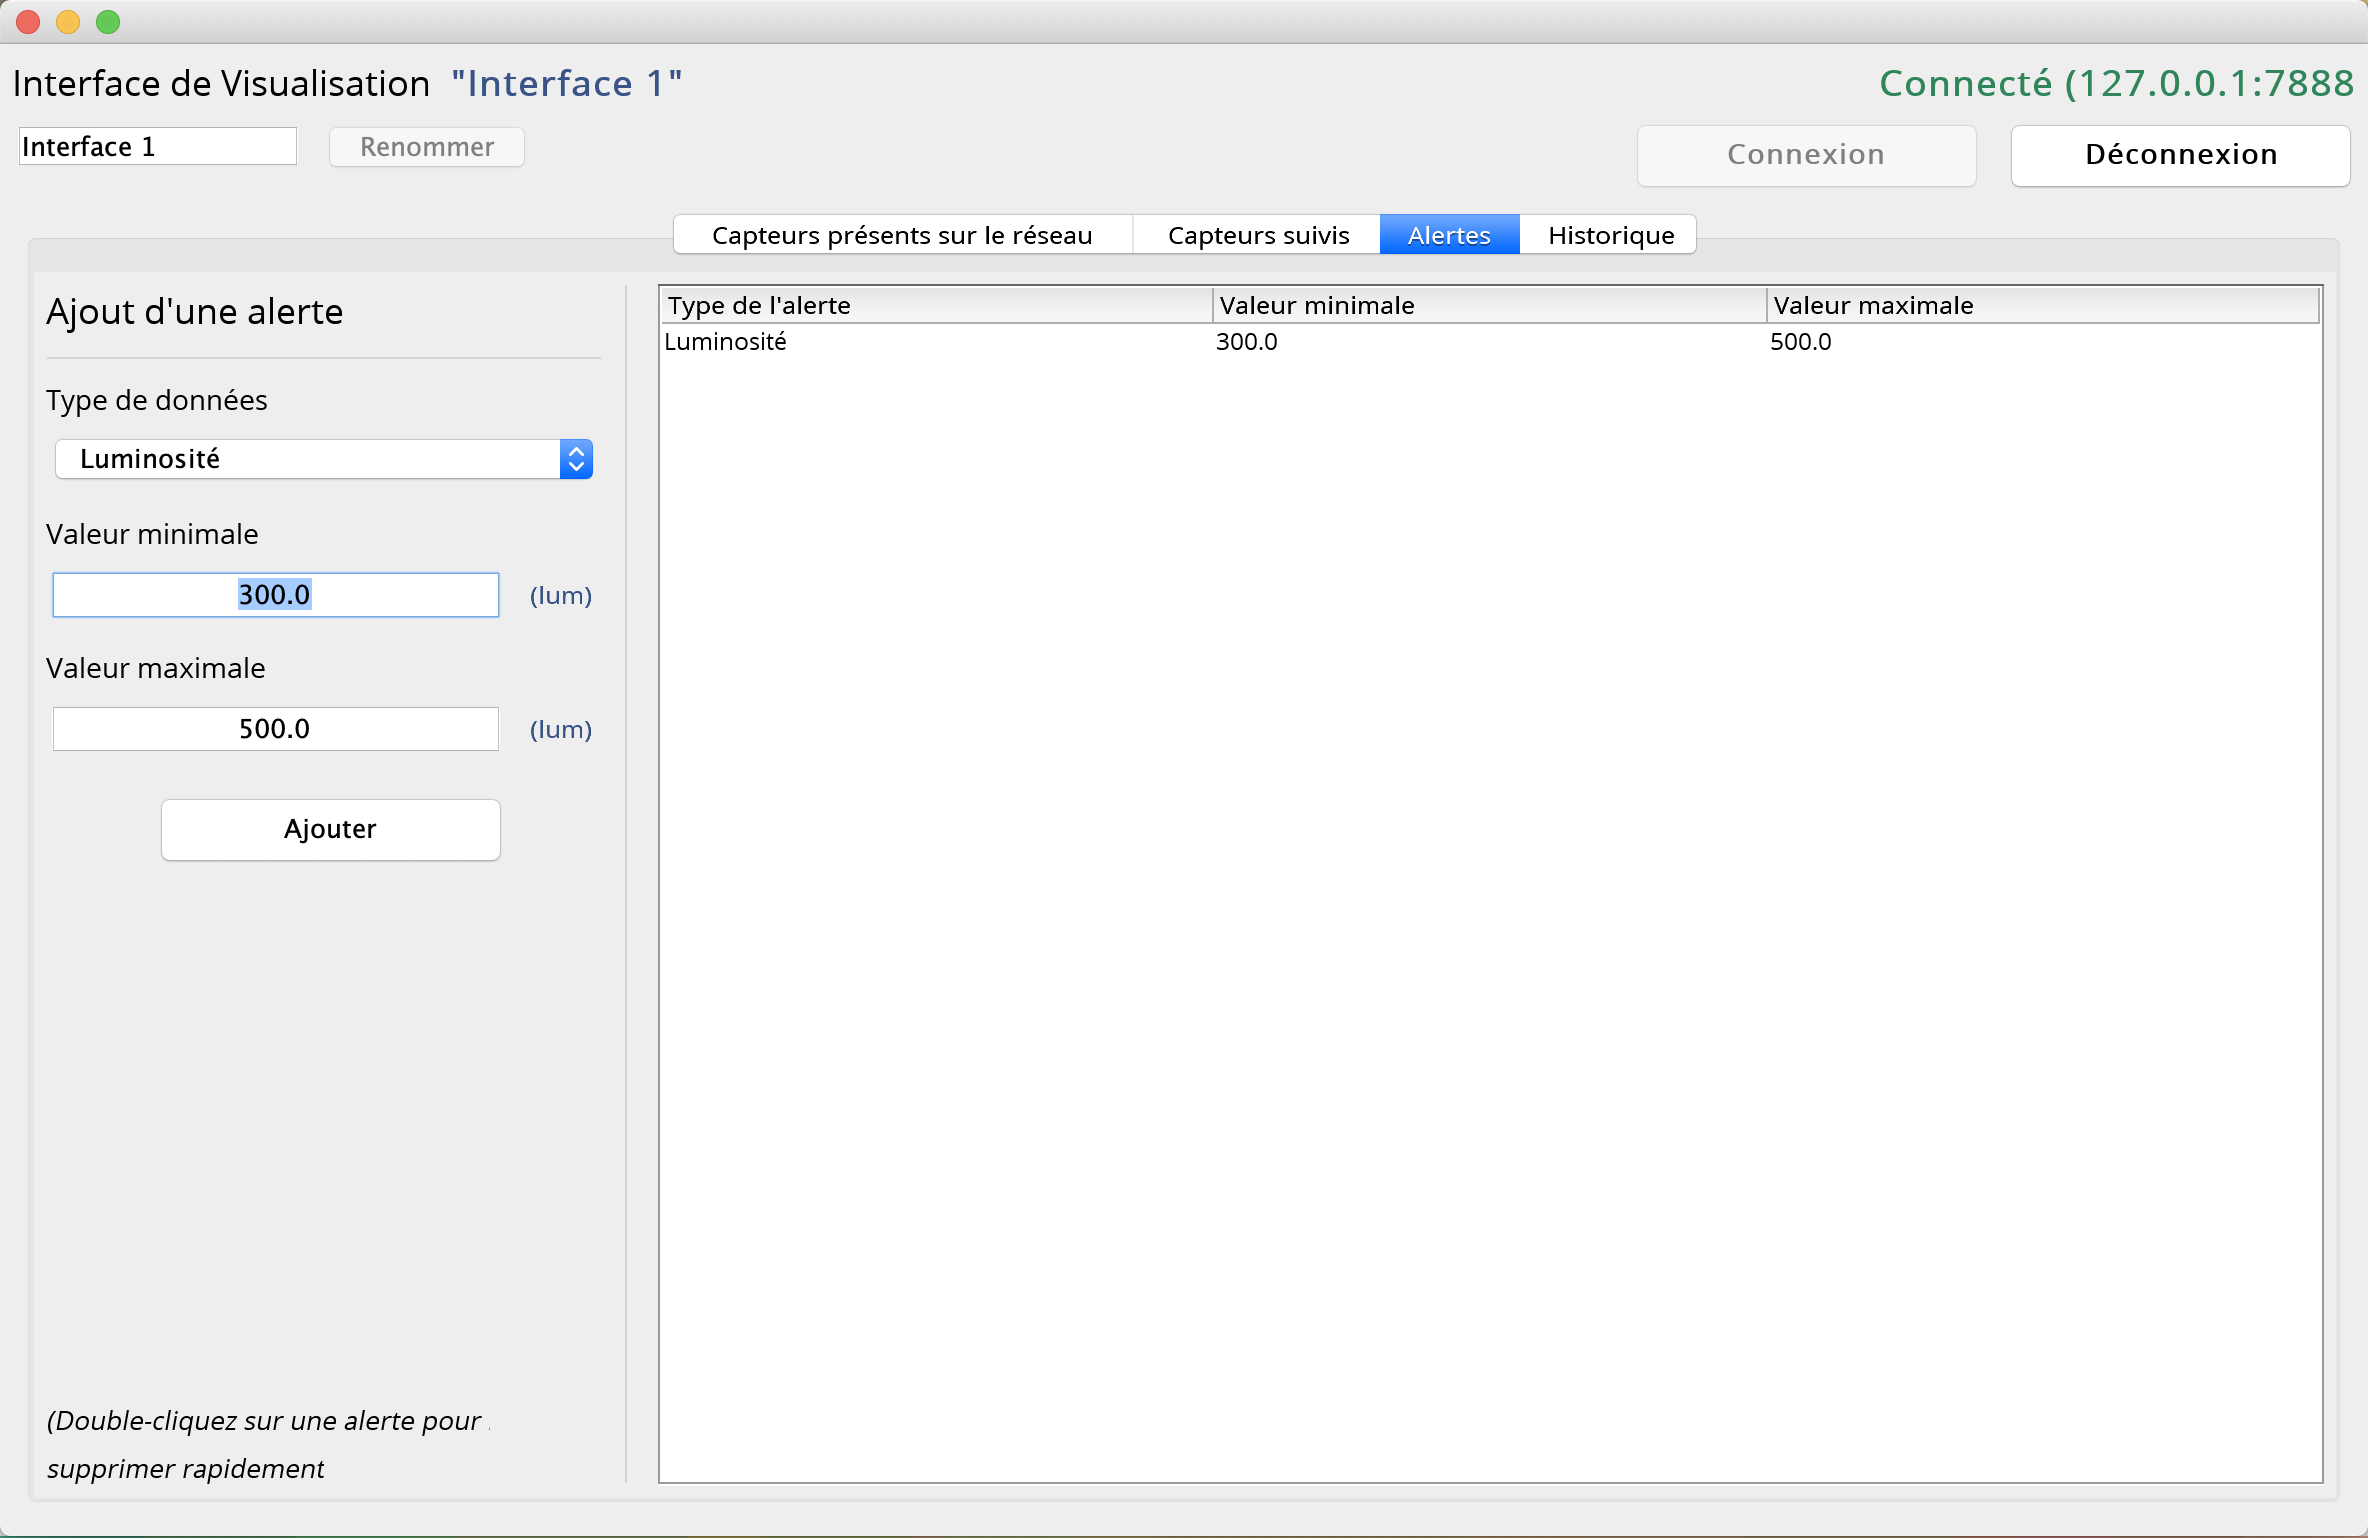 Interface de Visualisation "Interface 1"
Connecté (127.0.0.1:7888
Interface 1
Renommer
Connexion
Déconnexion
Capteurs présents sur le réseau
Capteurs suivis
Alertes
Historique
Ajout d'une alerte
Type de données
Luminosité
Valeur minimale
300.0 (lum)
Valeur maximale
500.0 (lum)
Ajouter
(Double-cliquez sur une alerte pour
supprimer rapidement
Type de l'alerte Valeur minimale Valeur maximale
Luminosité 300.0 500.0